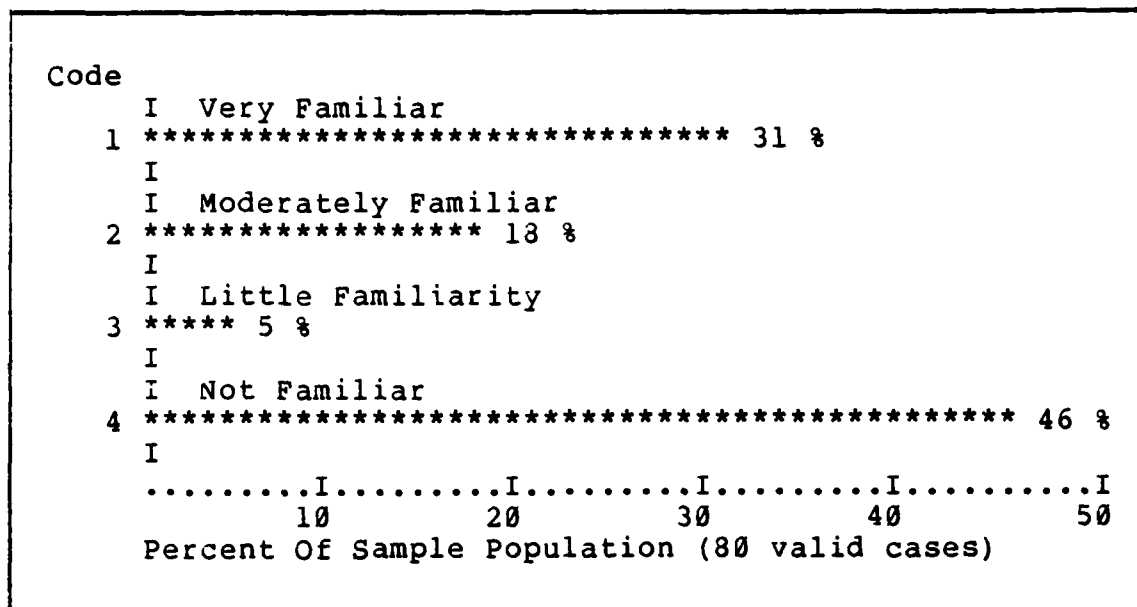 Code
I Very Familiar
1 ******************************* 31 %
I
I Moderately Familiar
2 ****************** 18 %
I
I Little Familiarity
3 ***** 5 %
I
I Not Familiar
4 ********************************************** 46 %
I
.........I.........I.........I.........I..........I
10 20 30 40 50
Percent Of Sample Population (80 valid cases)